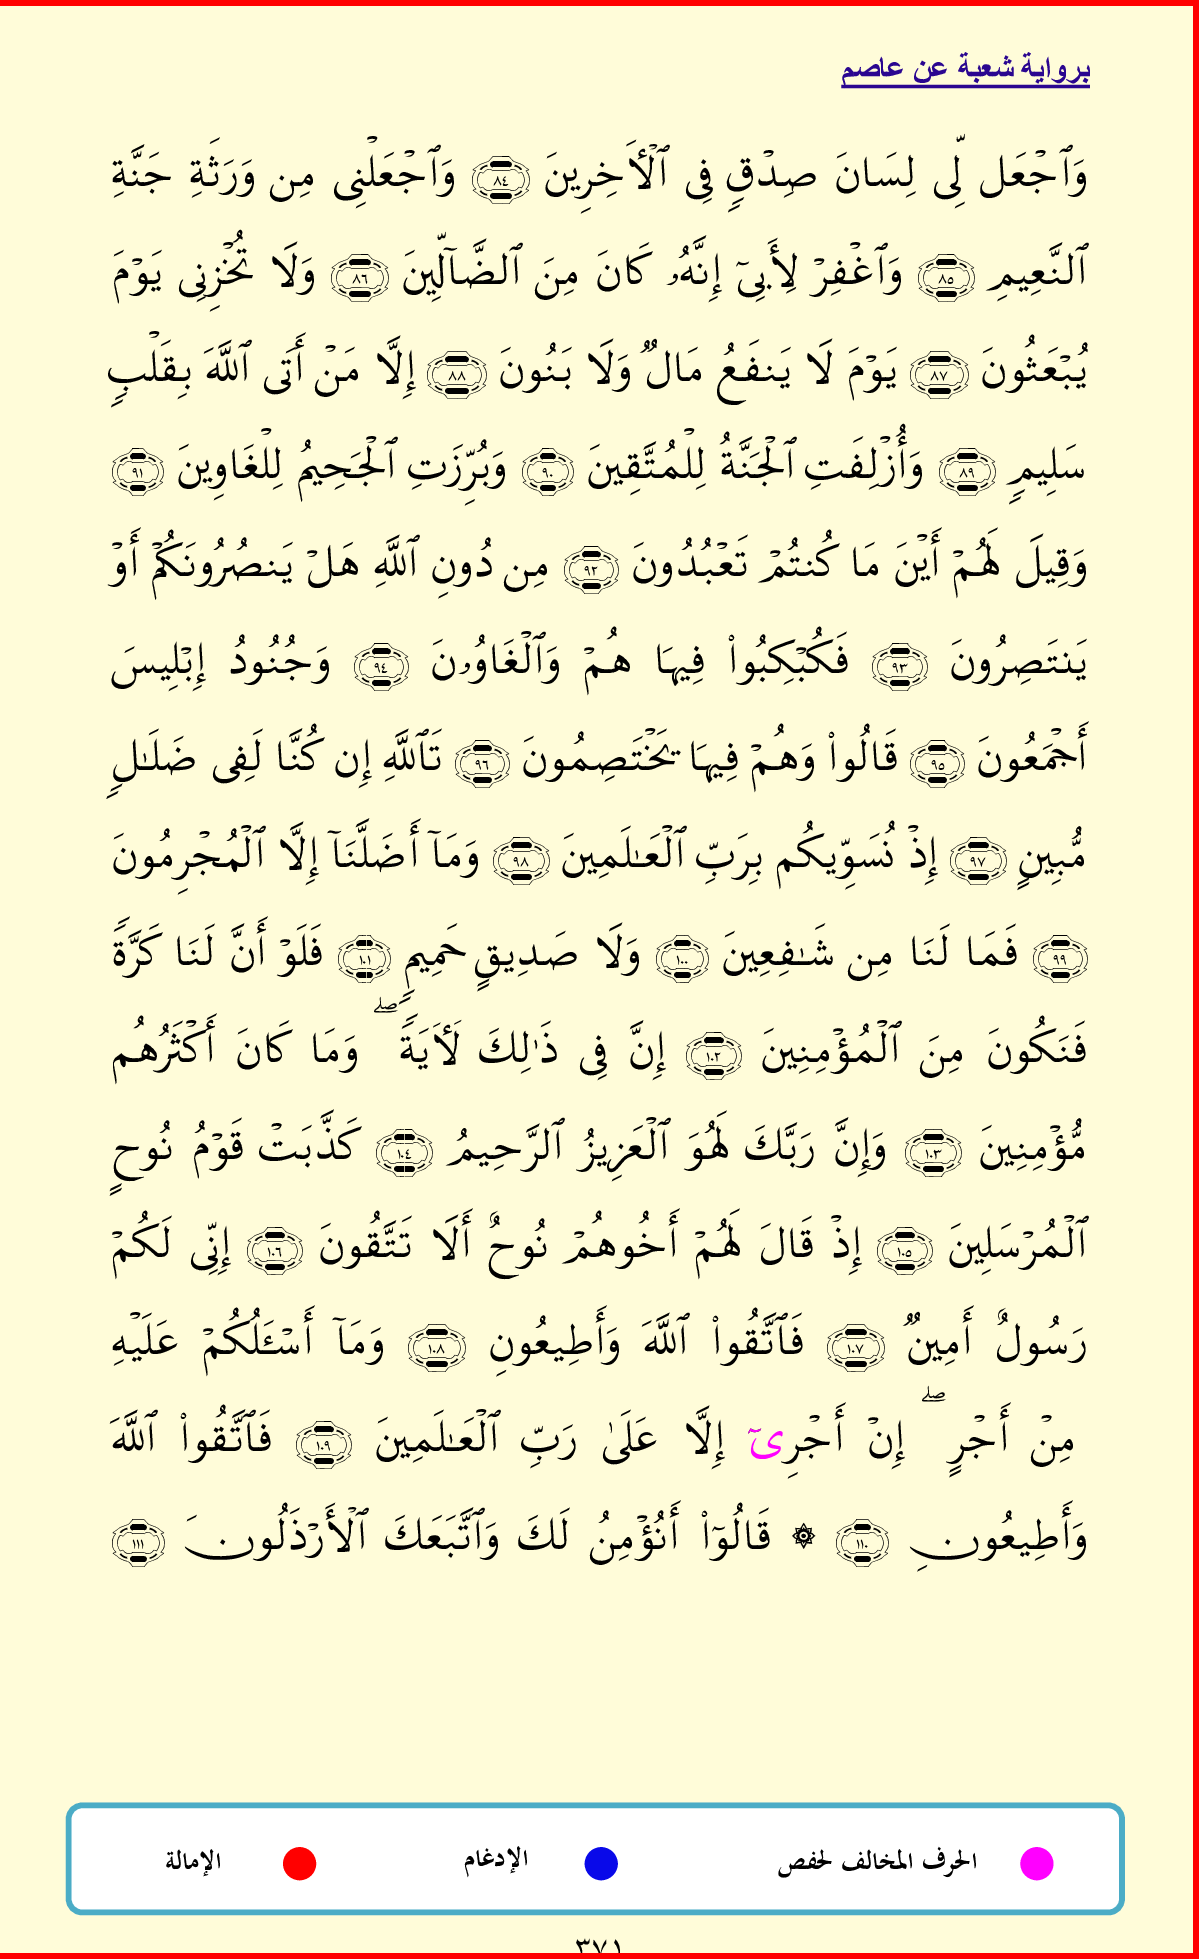 برواية شعبة عن عاصم
وَٱجْعَل لِّى لِسَانَ صِدْقٍ فِى ٱلْأَخِرِينَ ٨٤ وَٱجْعَلْنِى مِن وَرَثَةِ جَنَّةِ
ٱلنَّعِيمِ ٨٥ وَٱغْفِرْ لِأَبِىٓ إِنَّهُۥ كَانَ مِنَ ٱلضَّآلِّينَ ٨٦ وَلَا تُخْزِنِى يَوْمَ
يُبْعَثُونَ ٨٧ يَوْمَ لَا يَنفَعُ مَالٌ وَلَا بَنُونَ ٨٨ إِلَّا مَنْ أَتَى ٱللَّهَ بِقَلْبٍ
سَلِيمٍ ٨٩ وَأُزْلِفَتِ ٱلْجَنَّةُ لِلْمُتَّقِينَ ٩٠ وَبُرِّزَتِ ٱلْجَحِيمُ لِلْغَاوِينَ ٩١
وَقِيلَ لَهُمْ أَيْنَ مَا كُنتُمْ تَعْبُدُونَ ٩٢ مِن دُونِ ٱللَّهِ هَلْ يَنصُرُونَكُمْ أَوْ
يَنتَصِرُونَ ٩٣ فَكُبْكِبُوا۟ فِيهَا هُمْ وَٱلْغَاوُۥنَ ٩٤ وَجُنُودُ إِبْلِيسَ
أَجْمَعُونَ ٩٥ قَالُوا۟ وَهُمْ فِيهَا يَخْتَصِمُونَ ٩٦ تَٱللَّهِ إِن كُنَّا لَفِى ضَلَـٰلٍ
مُّبِينٍ ٩٧ إِذْ نُسَوِّيكُم بِرَبِّ ٱلْعَـٰلَمِينَ ٩٨ وَمَآ أَضَلَّنَآ إِلَّا ٱلْمُجْرِمُونَ
٩٩ فَمَا لَنَا مِن شَـٰفِعِينَ ١٠٠ وَلَا صَدِيقٍ حَمِيمٍ ١٠١ فَلَوْ أَنَّ لَنَا كَرَّةً
فَنَكُونَ مِنَ ٱلْمُؤْمِنِينَ ١٠٢ إِنَّ فِى ذَٰلِكَ لَأَيَةً ۖ وَمَا كَانَ أَكْثَرُهُم
مُّؤْمِنِينَ ١٠٣ وَإِنَّ رَبَّكَ لَهُوَ ٱلْعَزِيزُ ٱلرَّحِيمُ ١٠٤ كَذَّبَتْ قَوْمُ نُوحٍ
ٱلْمُرْسَلِينَ ١٠٥ إِذْ قَالَ لَهُمْ أَخُوهُمْ نُوحٌ أَلَا تَتَّقُونَ ١٠٦ إِنِّى لَكُمْ
رَسُولٌ أَمِينٌ ١٠٧ فَٱتَّقُوا۟ ٱللَّهَ وَأَطِيعُونِ ١٠٨ وَمَآ أَسْـَٔلُكُمْ عَلَيْهِ
مِنْ أَجْرٍ ۖ إِنْ أَجْرِىٓ إِلَّا عَلَىٰ رَبِّ ٱلْعَـٰلَمِينَ ١٠٩ فَٱتَّقُوا۟ ٱللَّهَ
وَأَطِيعُونِ ١١٠ ۞ قَالُوٓا۟ أَنُؤْمِنُ لَكَ وَٱتَّبَعَكَ ٱلْأَرْذَلُونَ ١١١
الحرف المخالف لحفص الإدغام الإمالة
٣٧١